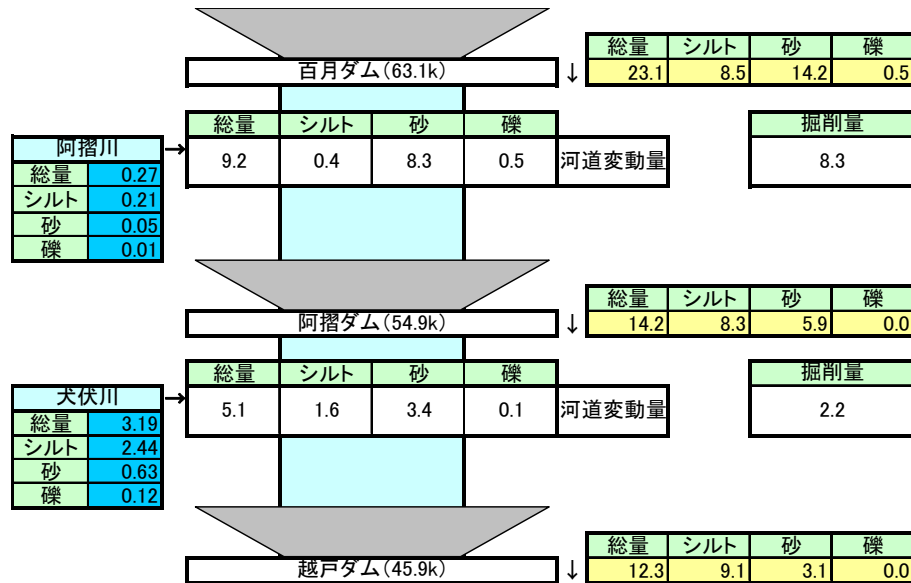 総量 シルト 砂 礫
百月ダム(63.1k) ↓ 23.1 8.5 14.2 0.5
総量 シルト 砂 礫 掘削量
阿摺川 → 9.2 0.4 8.3 0.5 河道変動量 8.3
総量 0.27
シルト 0.21
砂 0.05
礫 0.01
総量 シルト 砂 礫
阿摺ダム(54.9k) ↓ 14.2 8.3 5.9 0.0
総量 シルト 砂 礫 掘削量
犬伏川 → 5.1 1.6 3.4 0.1 河道変動量 2.2
総量 3.19
シルト 2.44
砂 0.63
礫 0.12
総量 シルト 砂 礫
越戸ダム(45.9k) ↓ 12.3 9.1 3.1 0.0